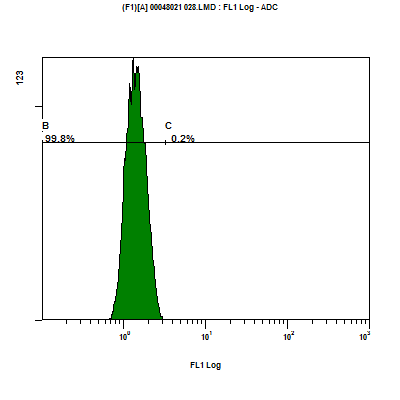 (F1)[A] 00048021 028.LMD : FL1 Log - ADC
123
B C
99.8% 0.2%
10⁰ 10¹ 10² 10³
FL1 Log